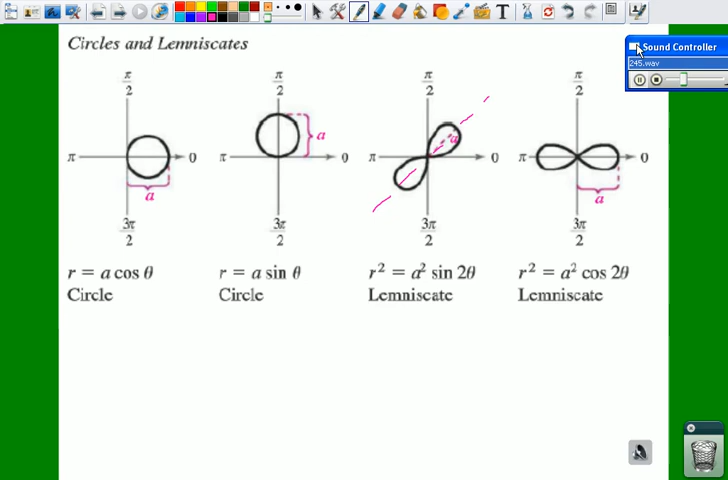 Sound Controller
245.wav
Circles and Lemniscates
π/2 π/2 π/2 π/2
π 0 π 0 π 0 π 0
a a a a
3π/2 3π/2 3π/2 3π/2
r = a cos θ r = a sin θ r² = a² sin 2θ r² = a² cos 2θ
Circle Circle Lemniscate Lemniscate